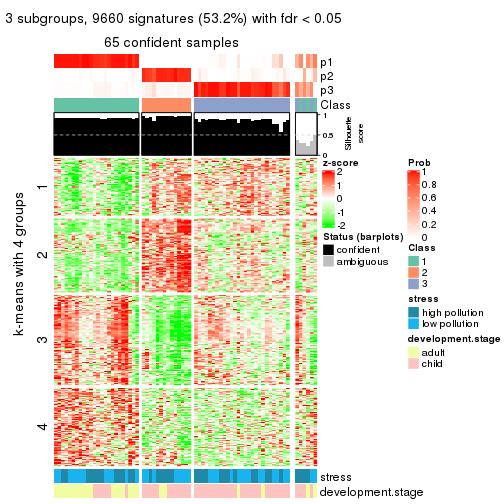 3 subgroups, 9660 signatures (53.2%) with fdr < 0.05
65 confident samples
p1
p2
p3
Class
1
0.5
0
Silhouette
score
k-means with 4 groups
1
2
3
4
stress
development.stage
z-score
2
1
0
-1
-2
Status (barplots)
confident
ambiguous
Prob
1
0.8
0.6
0.4
0.2
0
Class
1
2
3
stress
high pollution
low pollution
development.stage
adult
child